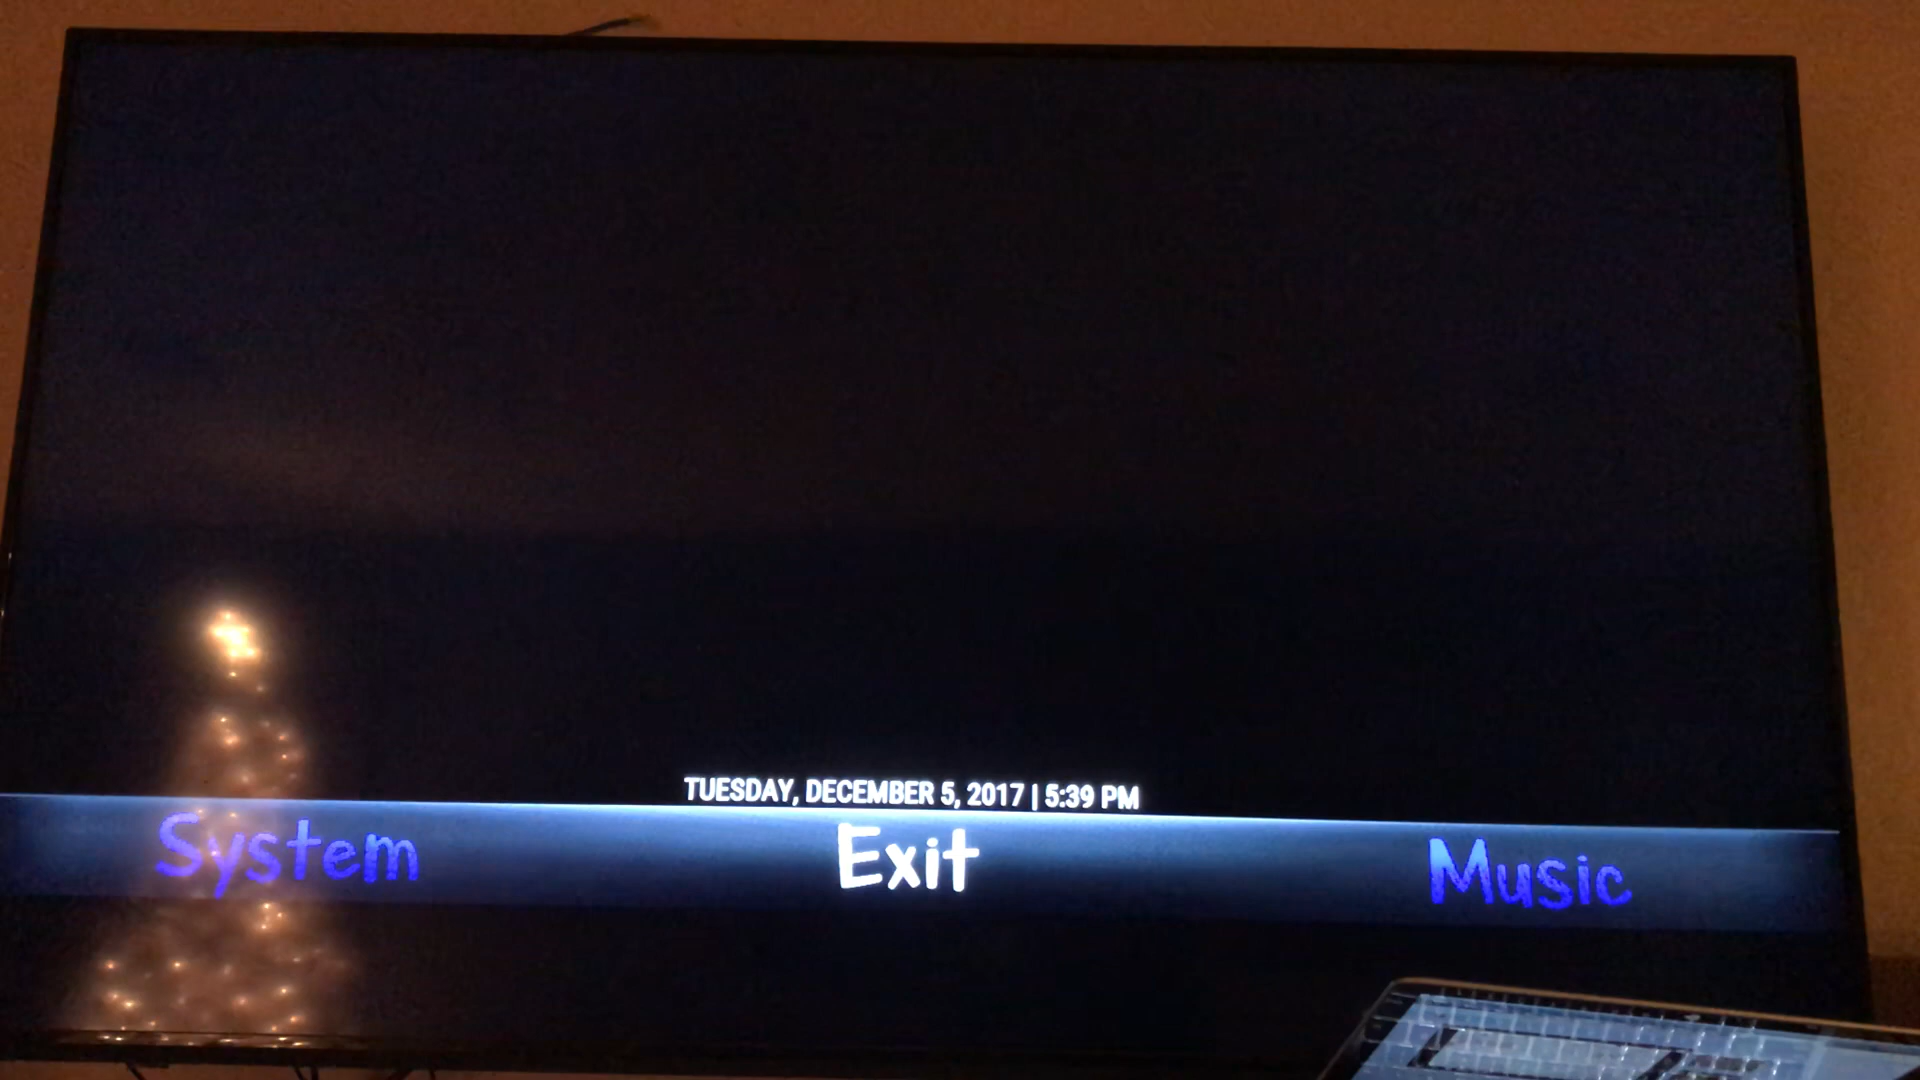 TUESDAY, DECEMBER 5, 2017 | 5:39 PM
System Exit Music